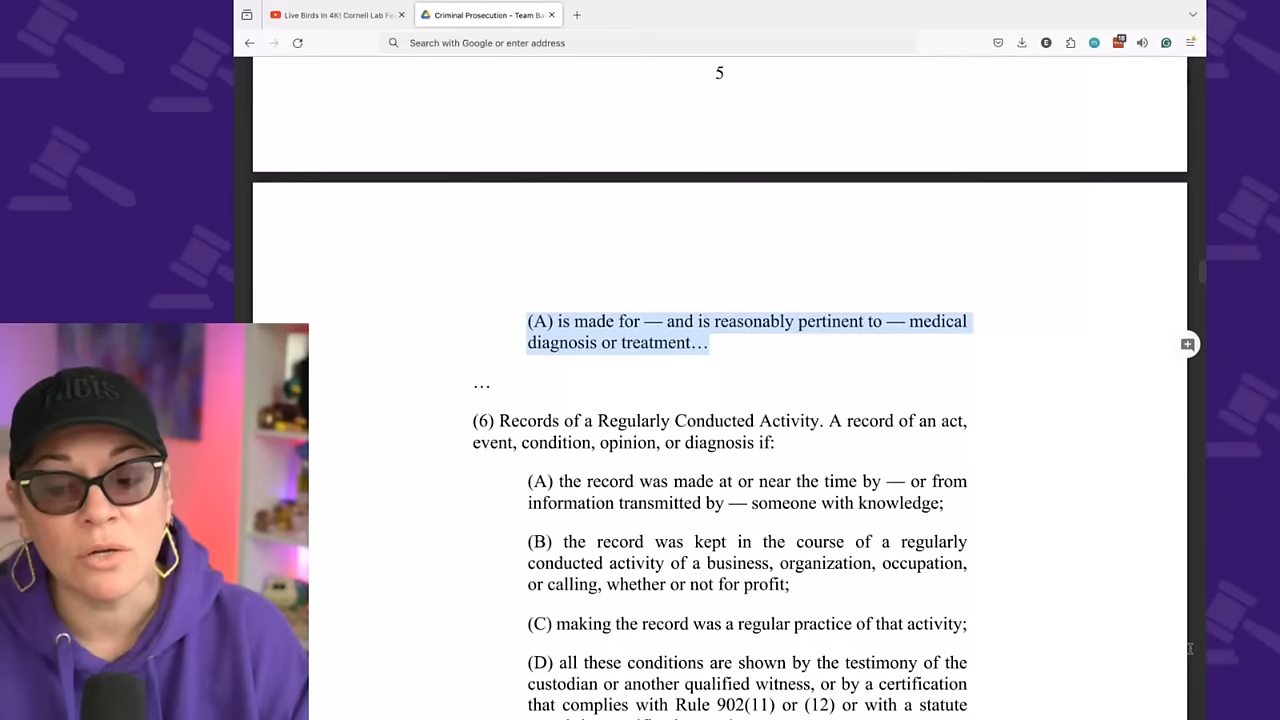 Live Birds In 4K! Cornell Lab Fe
Criminal Prosecution - Team Ba
Search with Google or enter address
15
5
(A) is made for — and is reasonably pertinent to — medical
diagnosis or treatment…
…
(6) Records of a Regularly Conducted Activity. A record of an act,
event, condition, opinion, or diagnosis if:
(A) the record was made at or near the time by — or from
information transmitted by — someone with knowledge;
(B) the record was kept in the course of a regularly
conducted activity of a business, organization, occupation,
or calling, whether or not for profit;
(C) making the record was a regular practice of that activity;
(D) all these conditions are shown by the testimony of the
custodian or another qualified witness, or by a certification
that complies with Rule 902(11) or (12) or with a statute
facts